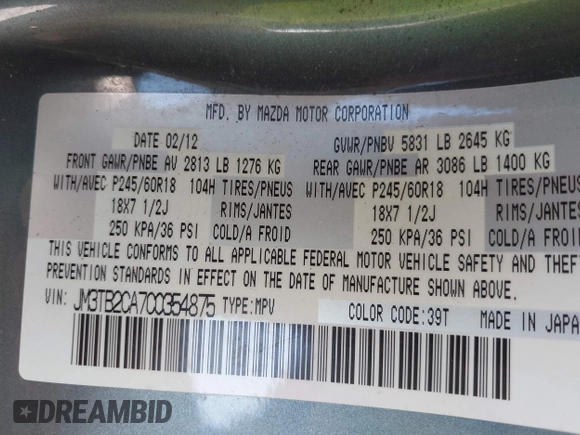 MFD. BY MAZDA MOTOR CORPORATION
DATE 02/12 GVWR/PNBV 5831 LB 2645 KG
FRONT GAWR/PNBE AV 2813 LB 1276 KG REAR GAWR/PNBE AR 3086 LB 1400 KG
WITH/AVEC P245/60R18 104H TIRES/PNEUS WITH/AVEC P245/60R18 104H TIRES/PNEUS
18X7 1/2J RIMS/JANTES 18X7 1/2J RIMS/JANTES
250 KPA/36 PSI COLD/A FROID 250 KPA/36 PSI COLD/A FROID
THIS VEHICLE CONFORMS TO ALL APPLICABLE FEDERAL MOTOR VEHICLE SAFETY AND THEFT
PREVENTION STANDARDS IN EFFECT ON THE DATE OF MANUFACTURE SHOWN ABOVE.
VIN: JM3TB2CA7C0354875 TYPE:MPV
COLOR CODE:39T MADE IN JAPA
DREAMBID